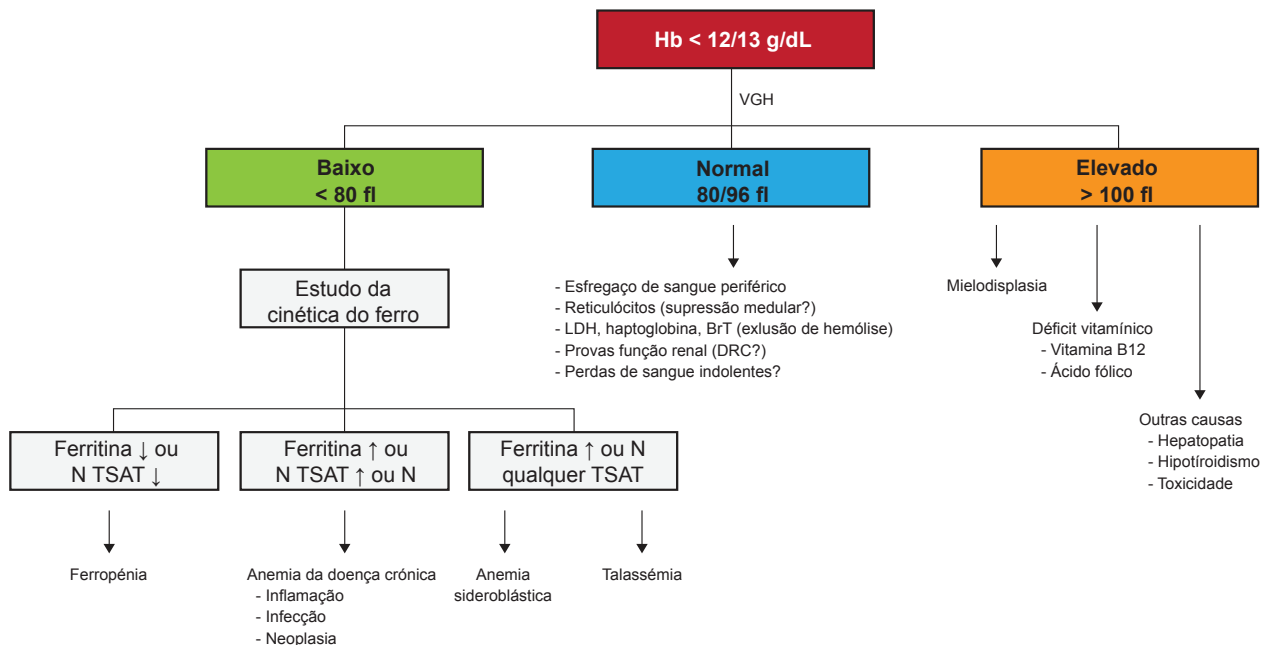 Hb < 12/13 g/dL
VGH
Baixo
< 80 fl
Normal
80/96 fl
Elevado
> 100 fl
Estudo da
cinética do ferro
- Esfregaço de sangue periférico
- Reticulócitos (supressão medular?)
- LDH, haptoglobina, BrT (exlusão de hemólise)
- Provas função renal (DRC?)
- Perdas de sangue indolentes?
Mielodisplasia
Déficit vitamínico
- Vitamina B12
- Ácido fólico
Outras causas
- Hepatopatia
- Hipotíroidismo
- Toxicidade
Ferritina ↓ ou
N TSAT ↓
Ferritina ↑ ou
N TSAT ↑ ou N
Ferritina ↑ ou N
qualquer TSAT
Ferropénia
Anemia da doença crónica
- Inflamação
- Infecção
- Neoplasia
Anemia
sideroblástica
Talassémia